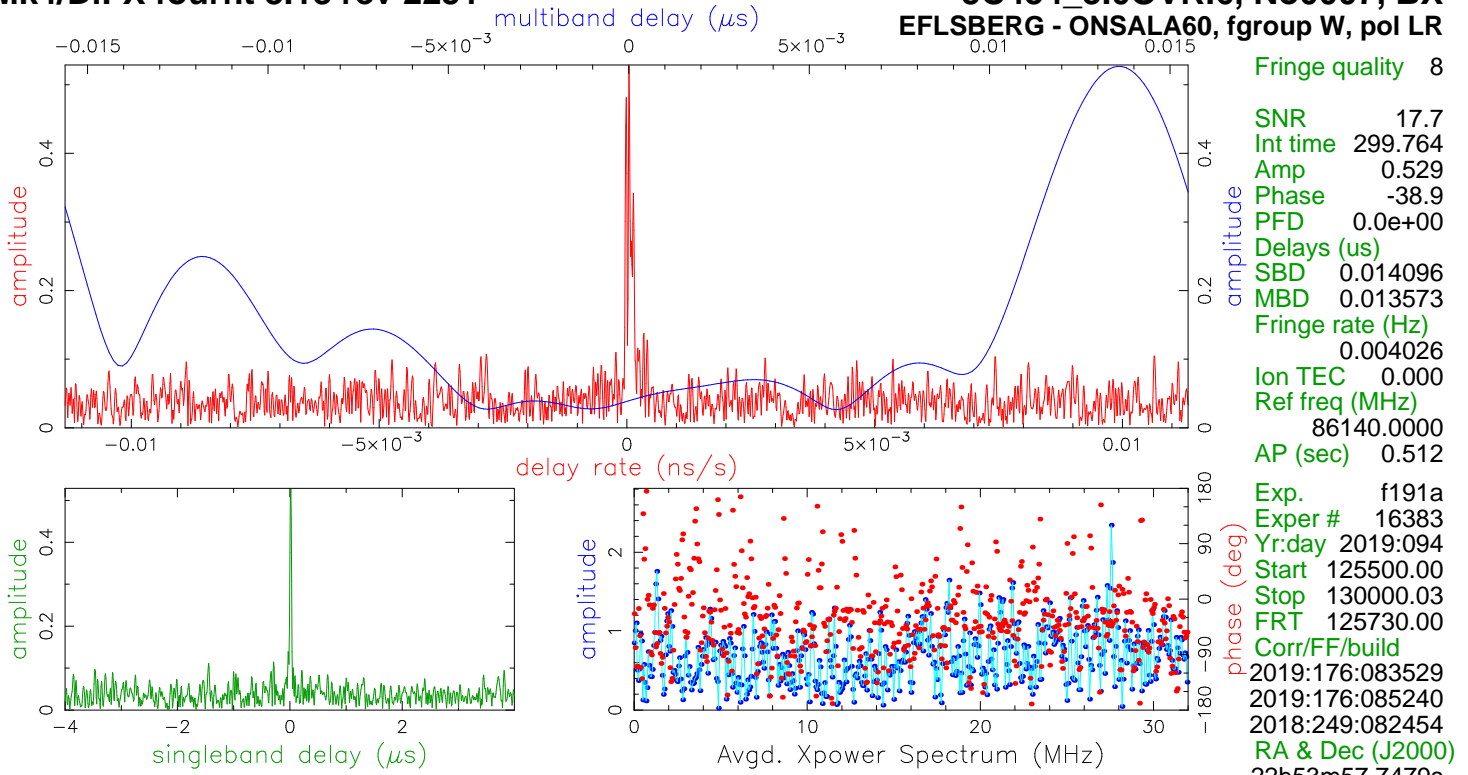 multiband delay (μs)
EFLSBERG - ONSALA60, fgroup W, pol LR
−0.015 −0.01 −5×10⁻³ 0 5×10⁻³ 0.01 0.015
amplitude
0 0.2 0.4
0 0.2 0.4
amplitude
−0.01 −5×10⁻³ 0 5×10⁻³ 0.01
delay rate (ns/s)
Fringe quality 8
SNR 17.7
Int time 299.764
Amp 0.529
Phase -38.9
PFD 0.0e+00
Delays (us)
SBD 0.014096
MBD 0.013573
Fringe rate (Hz)
0.004026
Ion TEC 0.000
Ref freq (MHz)
86140.0000
AP (sec) 0.512
Exp. f191a
Exper # 16383
Yr:day 2019:094
Start 125500.00
Stop 130000.03
FRT 125730.00
Corr/FF/build
2019:176:083529
2019:176:085240
2018:249:082454
RA & Dec (J2000)
amplitude
0 0.2 0.4
−4 −2 0 2
singleband delay (μs)
amplitude
0 1 2
0 10 20 30
Avgd. Xpower Spectrum (MHz)
−180 −90 0 90 180
phase (deg)